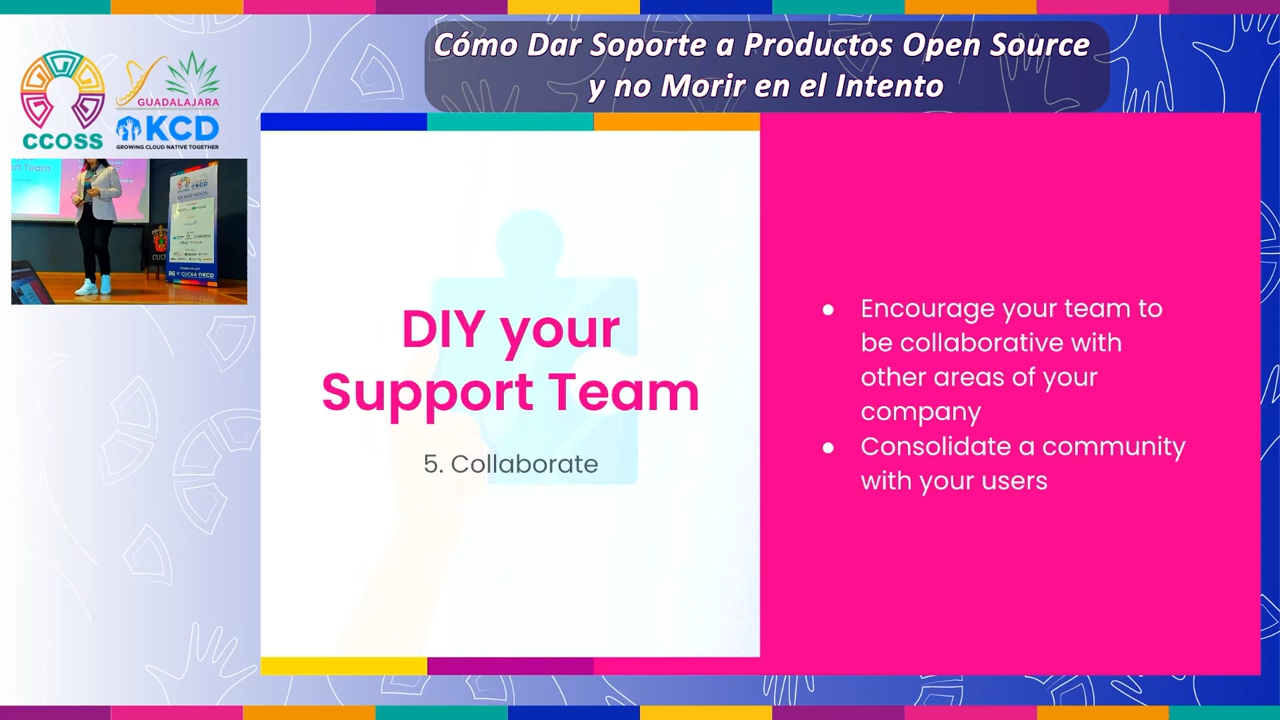 Cómo Dar Soporte a Productos Open Source
y no Morir en el Intento
CCOSS
GUADALAJARA
KCD
GROWING CLOUD NATIVE TOGETHER
DIY your
Support Team
5. Collaborate
● Encourage your team to
be collaborative with
other areas of your
company
● Consolidate a community
with your users